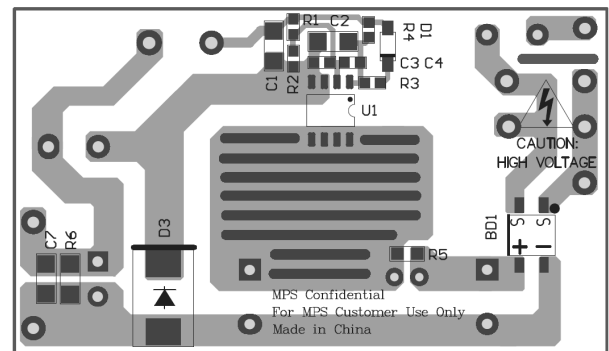 R1 C2
R4
D1
C1
R2
C3 C4
R3
U1
CAUTION:
HIGH VOLTAGE
C7
R6
D3
BD1
S
S
+
–
R5
MPS Confidential
For MPS Customer Use Only
Made in China